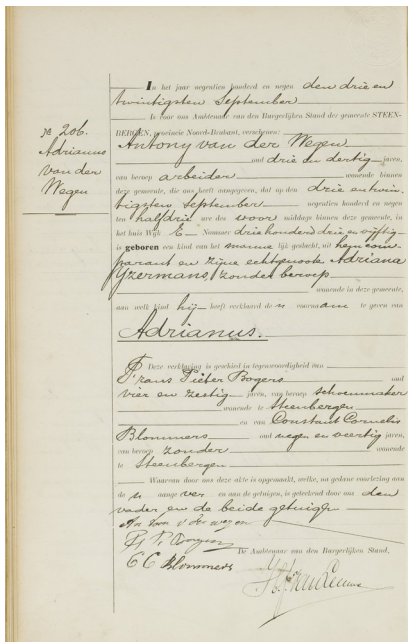 No 206.
Adrianus
van der
Wegen
In het jaar negentien honderd en negen den drie en
twintigsten September
is voor ons Ambtenaar van den Burgerlijken Stand der gemeente STEEN-
BERGEN, provincie Noord-Brabant, verschenen:
Antony van der Wegen
oud drie en dertig jaren,
van beroep arbeider wonende binnen
deze gemeente, die ons heeft aangegeven, dat op den drie en twin-
tigsten September negentien honderd en negen
ten half drie ure des voor middags binnen deze gemeente, in
het huis Wijk E Nummer drie honderd drie en vijftig
is geboren een kind van het manne lijk geslacht, uit hem com-
parant en zijne echtgenoote Adriana
Yzermans, zonder beroep
wonende in deze gemeente,
aan welk kind hij heeft verklaard den voornaam te geven van
Adrianus.
Deze verklaring is geschied in tegenwoordigheid van
Frans Pieter Bogers oud
vier en zestig jaren, van beroep schoenmaker
wonende te Steenbergen
en van Constant Cornelis
Blommers oud negen en veertig jaren,
van beroep zonder wonende
te Steenbergen
Waarvan door ons deze akte is opgemaakt, welke, na gedane voorlezing aan
de n aangever en aan de getuigen, is geteekend door ons den
vader en de beide getuigen
v der wegen
P. Bogers
C C Blommers
De Ambtenaar van den Burgerlijken Stand,